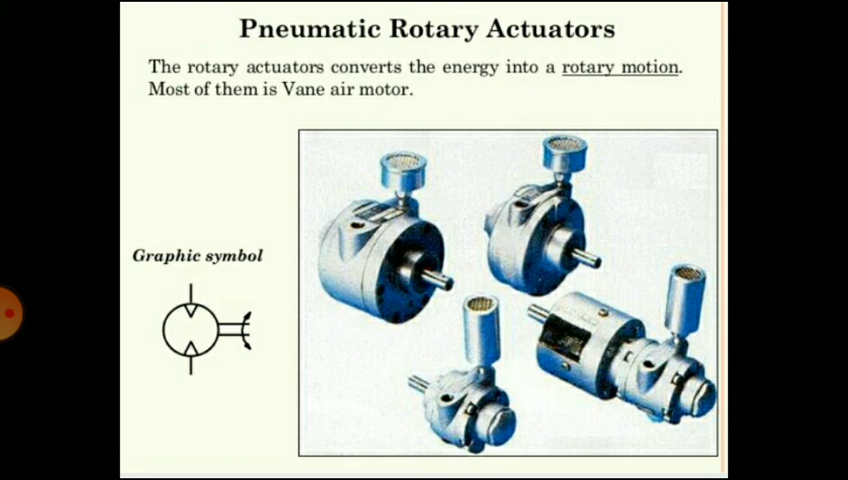 Pneumatic Rotary Actuators
The rotary actuators converts the energy into a rotary motion.
Most of them is Vane air motor.
Graphic symbol